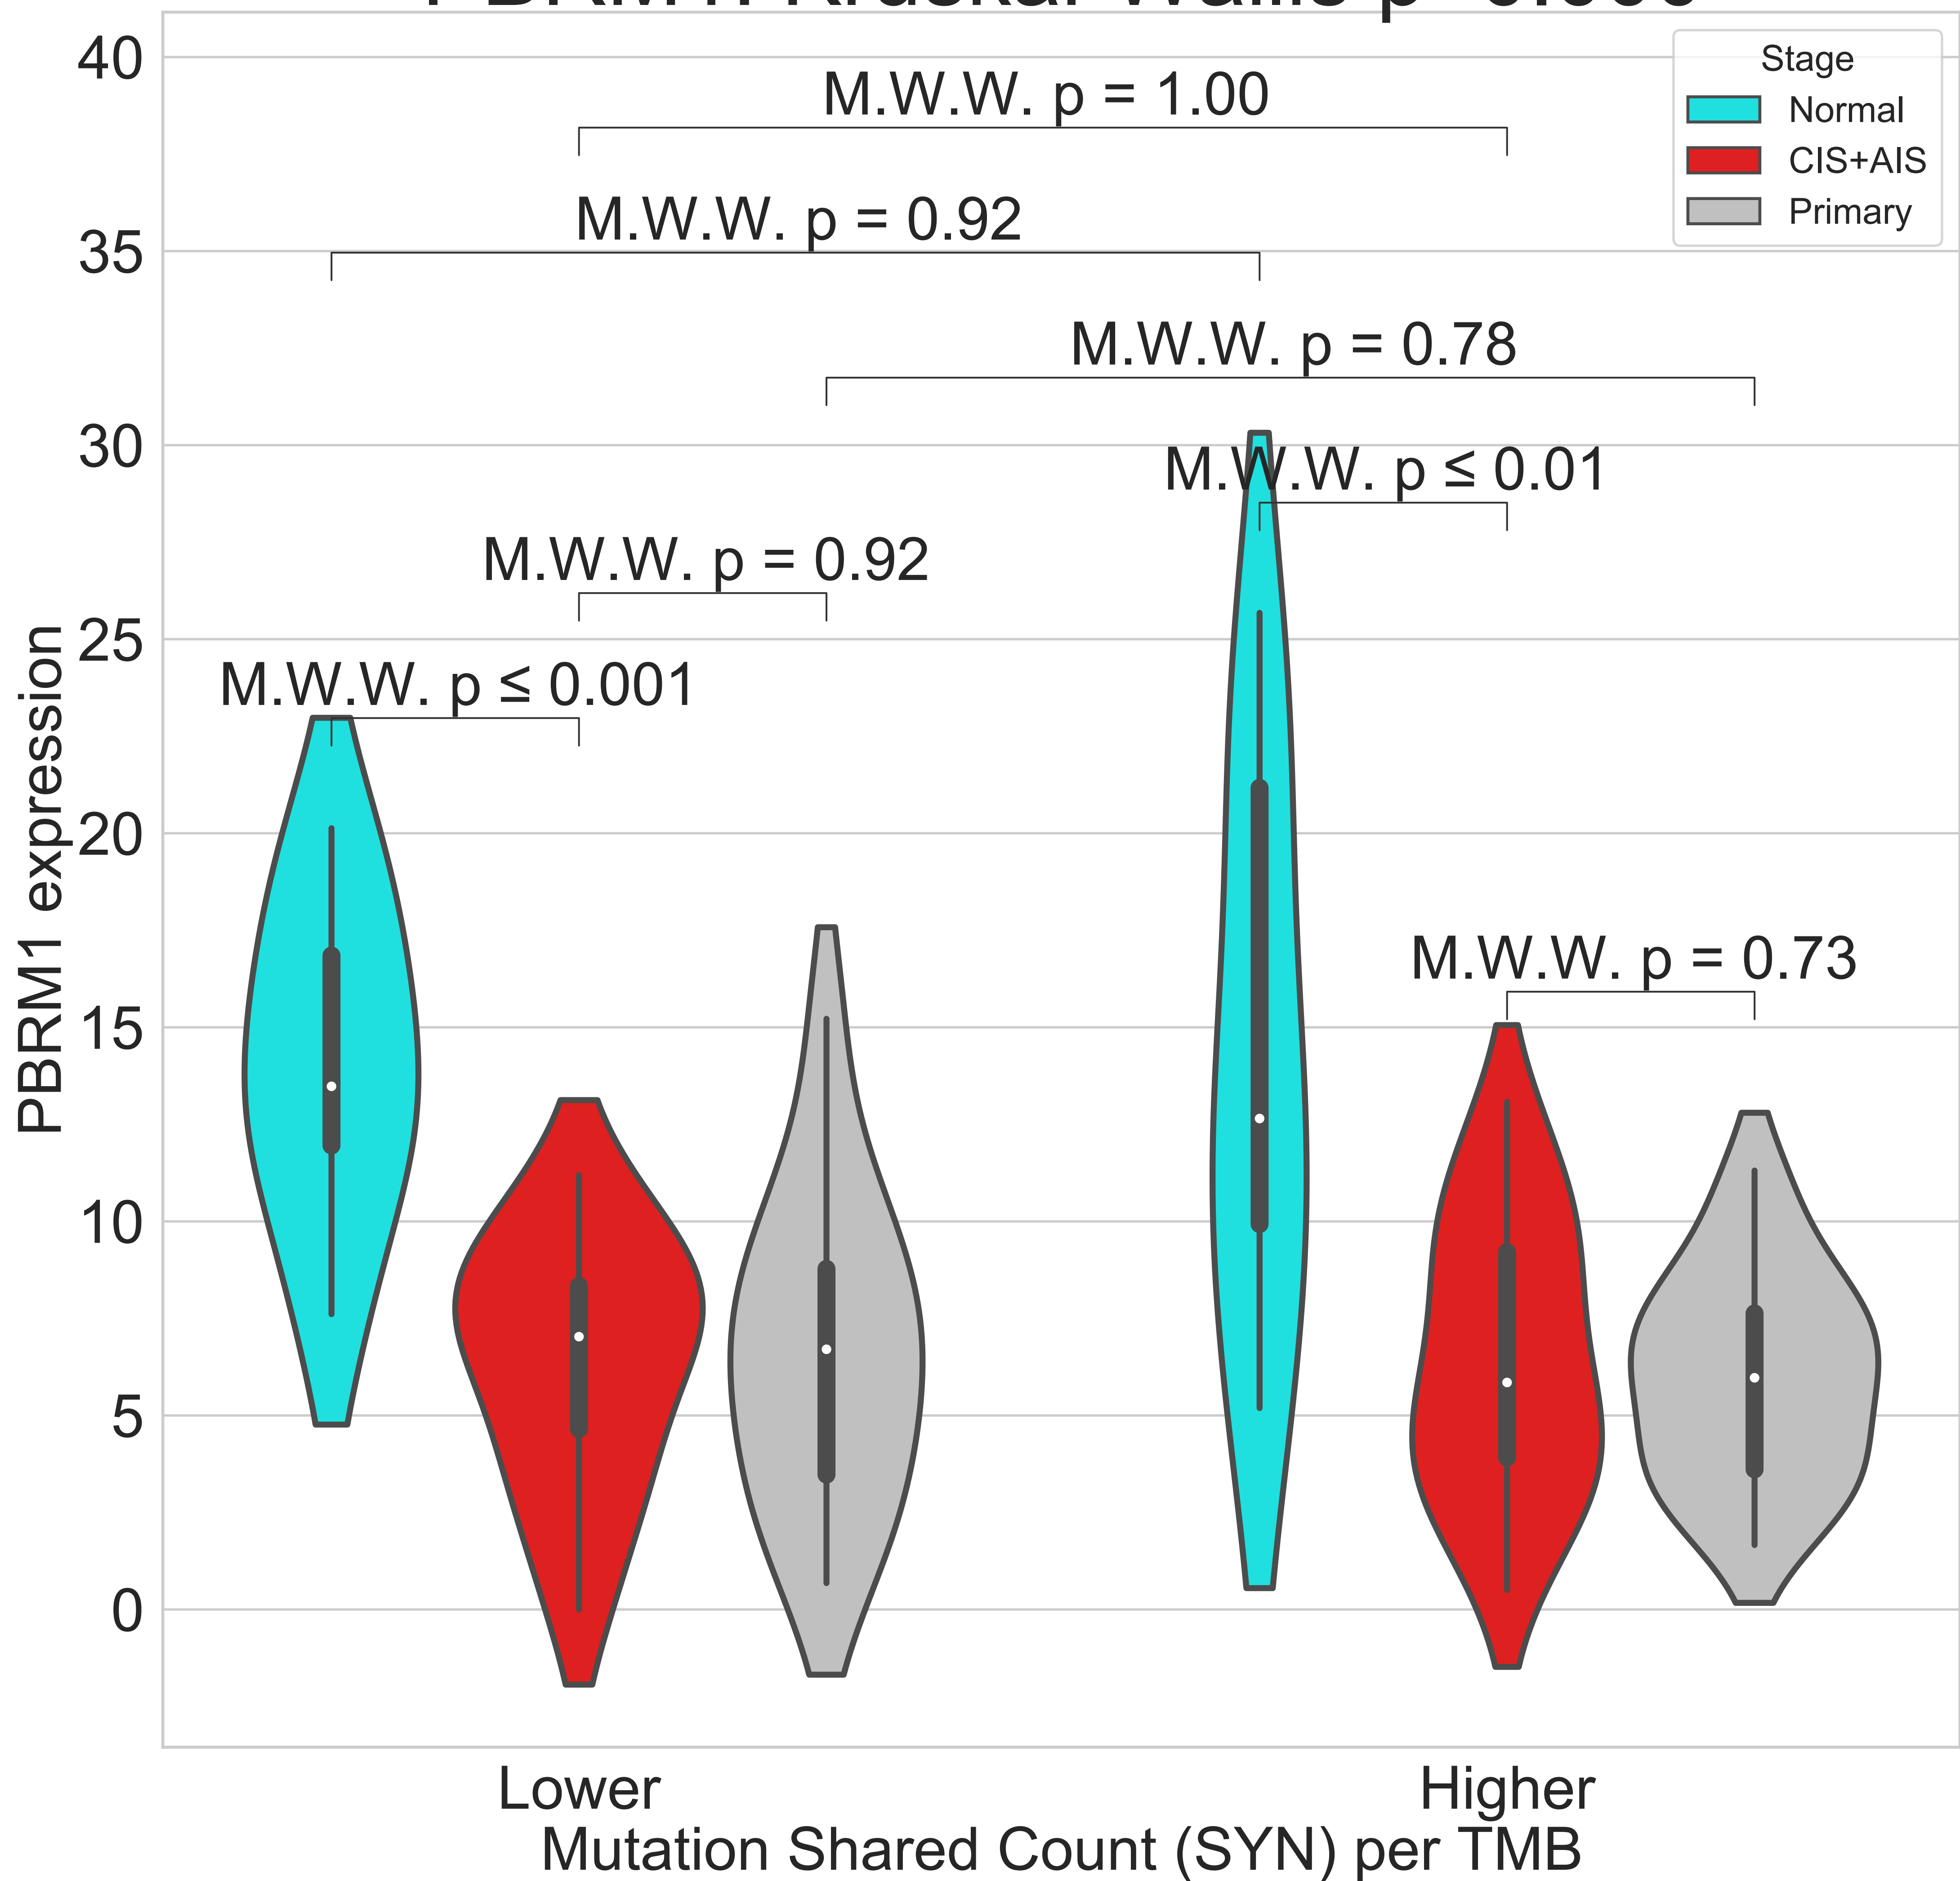 40
M.W.W. p = 1.00
Stage
Normal
CIS+AIS
Primary
M.W.W. p = 0.92
35
M.W.W. p = 0.78
30
M.W.W. p ≤ 0.01
M.W.W. p = 0.92
25
M.W.W. p ≤ 0.001
20
M.W.W. p = 0.73
15
10
5
0
PBRM1 expression
Lower
Higher
Mutation Shared Count (SYN) per TMB